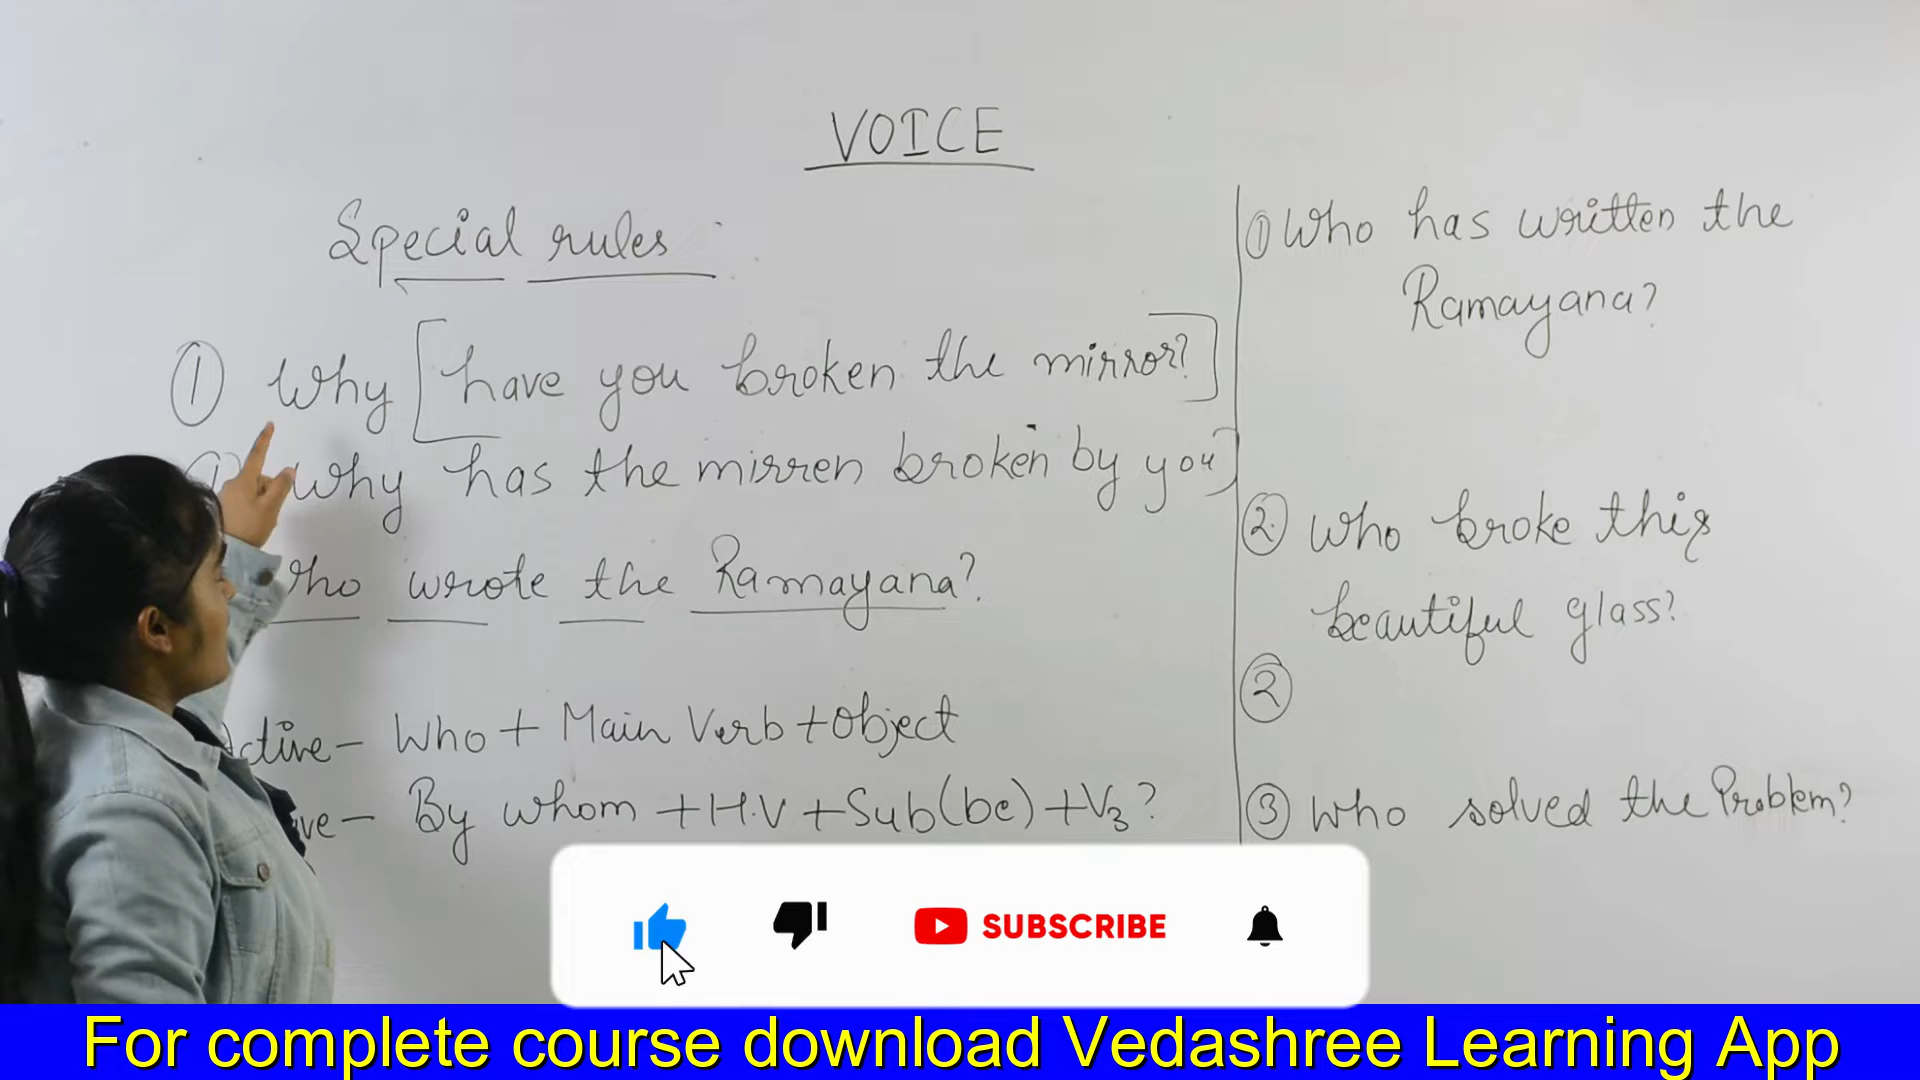 VOICE
Special rules
① Why [have you broken the mirror?]
Why has the mirren broken by you
ho wrote the Ramayana?
Active - Who + Main Verb + Object
ve - By whom + H.V + Sub(be) + V3?
① Who has written the
Ramayana?
② Who broke this
beautiful glass?
②
③ Who solved the Problem?
SUBSCRIBE
For complete course download Vedashree Learning App